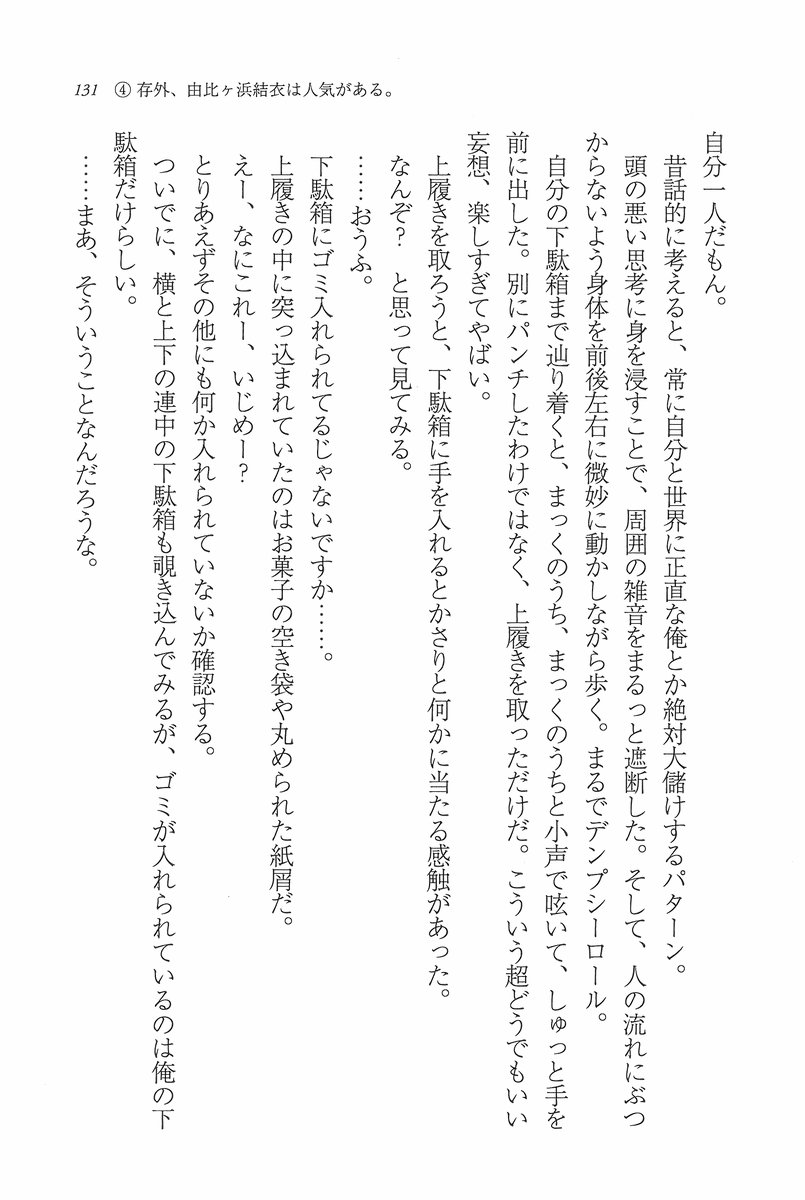 131 ④ 存外、由比ヶ浜結衣は人気がある。
自分一人だもん。
昔話的に考えると、常に自分と世界に正直な俺とか絶対大儲けするパターン。
頭の悪い思考に身を浸すことで、周囲の雑音をまるっと遮断した。そして、人の流れにぶつ
からないよう身体を前後左右に微妙に動かしながら歩く。まるでデンプシーロール。
自分の下駄箱まで辿り着くと、まっくのうち、まっくのうちと小声で呟いて、しゅっと手を
前に出した。別にパンチしたわけではなく、上履きを取っただけだ。こういう超どうでもいい
妄想、楽しすぎてやばい。
上履きを取ろうと、下駄箱に手を入れるとかさりと何かに当たる感触があった。
なんぞ？　と思って見てみる。
……おうふ。
下駄箱にゴミ入れられてるじゃないですか……。
上履きの中に突っ込まれていたのはお菓子の空き袋や丸められた紙屑だ。
えー、なにこれー、いじめー？
とりあえずその他にも何か入れられていないか確認する。
ついでに、横と上下の連中の下駄箱も覗き込んでみるが、ゴミが入れられているのは俺の下
駄箱だけらしい。
……まあ、そういうことなんだろうな。